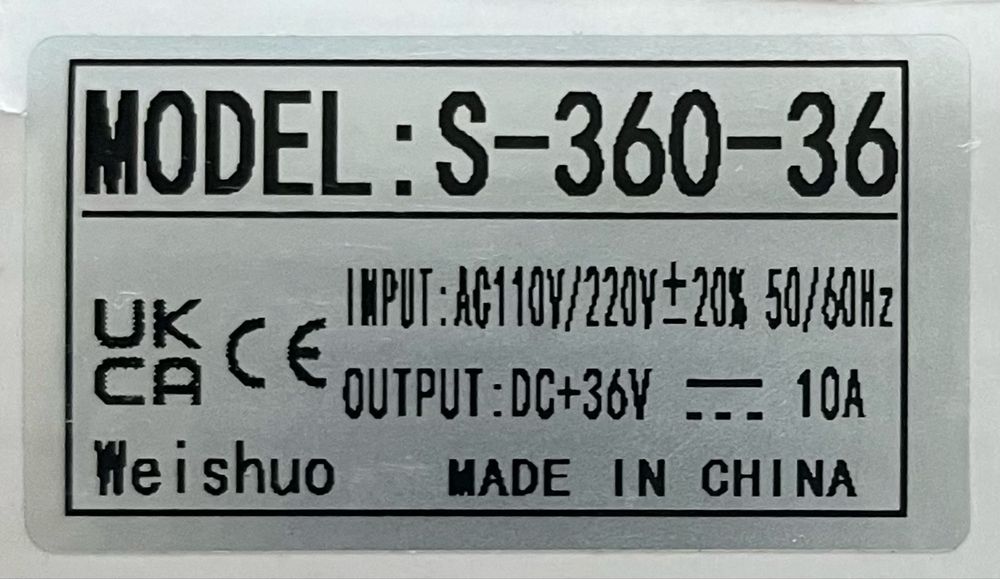 MODEL:S-360-36
INPUT:AC110V/220V±20% 50/60Hz
UK
CA CE
OUTPUT:DC+36V ⎓ 10A
Weishuo MADE IN CHINA